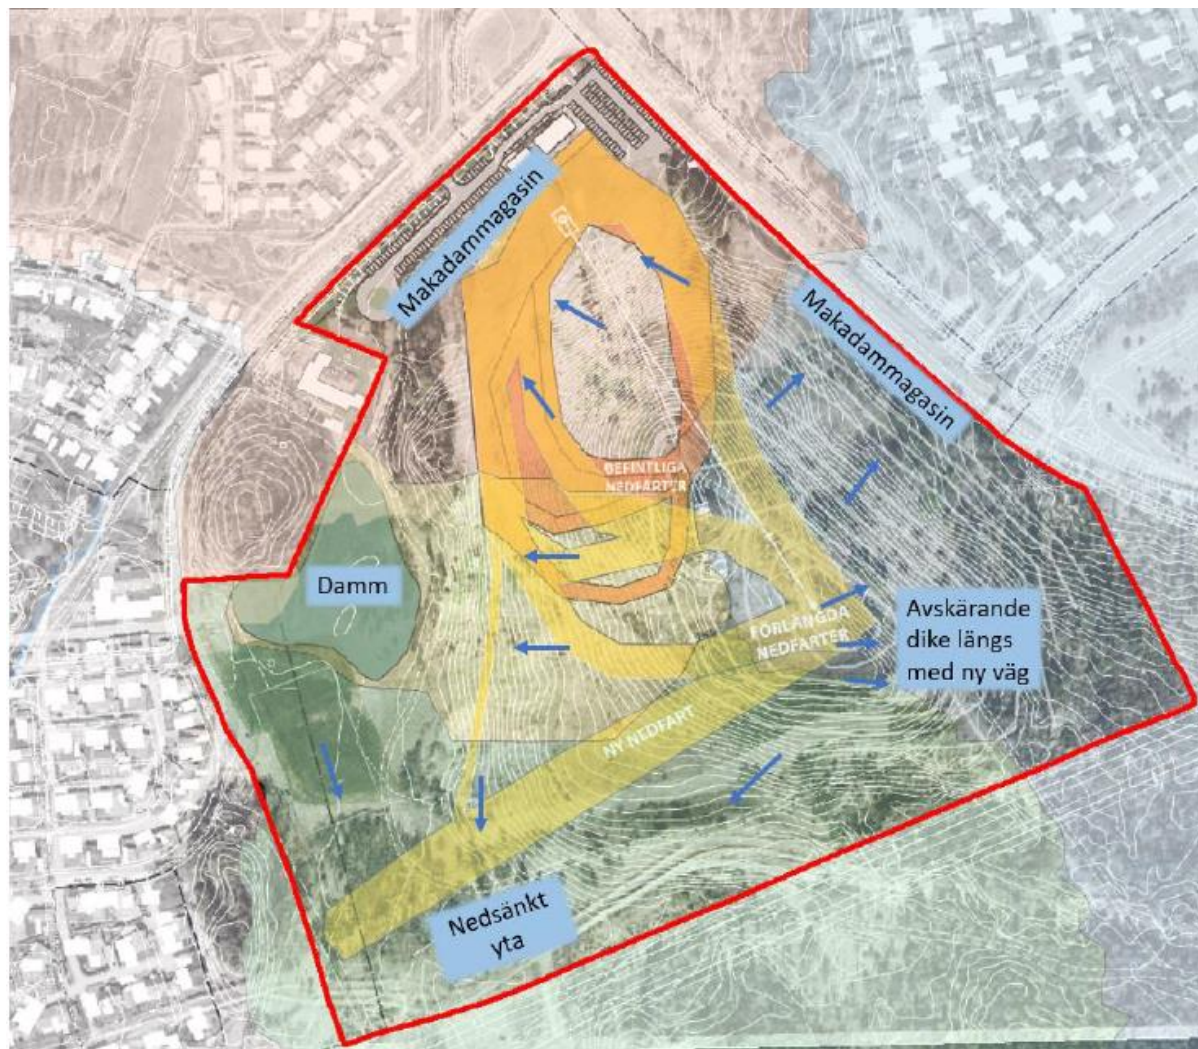 Makadammagasin
Makadammagasin
BEFINTLIGA
NEDFARTER
Damm
Avskärande
dike längs
med ny väg
FÖRLÄNGDA
NEDFARTER
NY NEDFART
Nedsänkt
yta